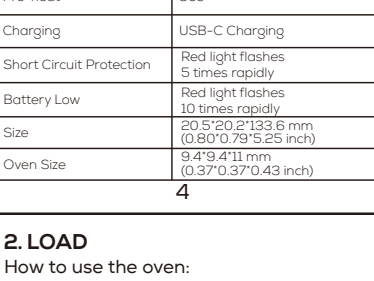 Charging USB-C Charging
Short Circuit Protection Red light flashes
5 times rapidly
Battery Low Red light flashes
10 times rapidly
Size 20.5*20.2*133.6 mm
(0.80*0.79*5.25 inch)
Oven Size 9.4*9.4*11 mm
(0.37*0.37*0.43 inch)
4
2. LOAD
How to use the oven: